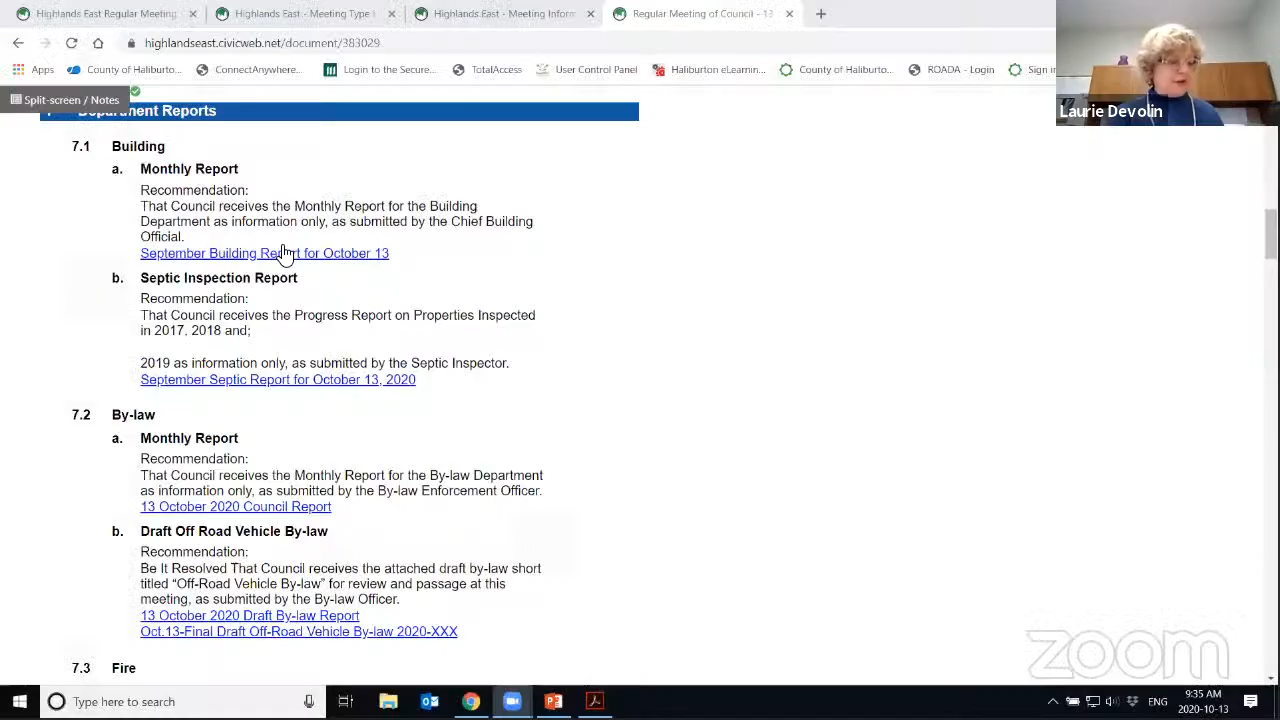 Highlands East - Meeting Inform
Highlands East - Meeting Inform
Regular Meeting of Council - 13
highlandseast.civicweb.net/document/383029
Apps
County of Haliburto...
ConnectAnywhere...
Login to the Secure...
TotalAccess
User Control Panel
Haliburton eLearnin...
County of Haliburto...
ROADA - Login
Sign in
Split-screen / Notes
Laurie Devolin
Department Reports
7.1 Building
a. Monthly Report
Recommendation:
That Council receives the Monthly Report for the Building
Department as information only, as submitted by the Chief Building
Official.
September Building Report for October 13
b. Septic Inspection Report
Recommendation:
That Council receives the Progress Report on Properties Inspected
in 2017, 2018 and;
2019 as information only, as submitted by the Septic Inspector.
September Septic Report for October 13, 2020
7.2 By-law
a. Monthly Report
Recommendation:
That Council receives the Monthly Report for the By-law Department
as information only, as submitted by the By-law Enforcement Officer.
13 October 2020 Council Report
b. Draft Off Road Vehicle By-law
Recommendation:
Be It Resolved That Council receives the attached draft by-law short
titled “Off-Road Vehicle By-law” for review and passage at this
meeting, as submitted by the By-law Officer.
13 October 2020 Draft By-law Report
Oct.13-Final Draft Off-Road Vehicle By-law 2020-XXX
7.3 Fire
zoom
Type here to search
ENG
9:35 AM
2020-10-13